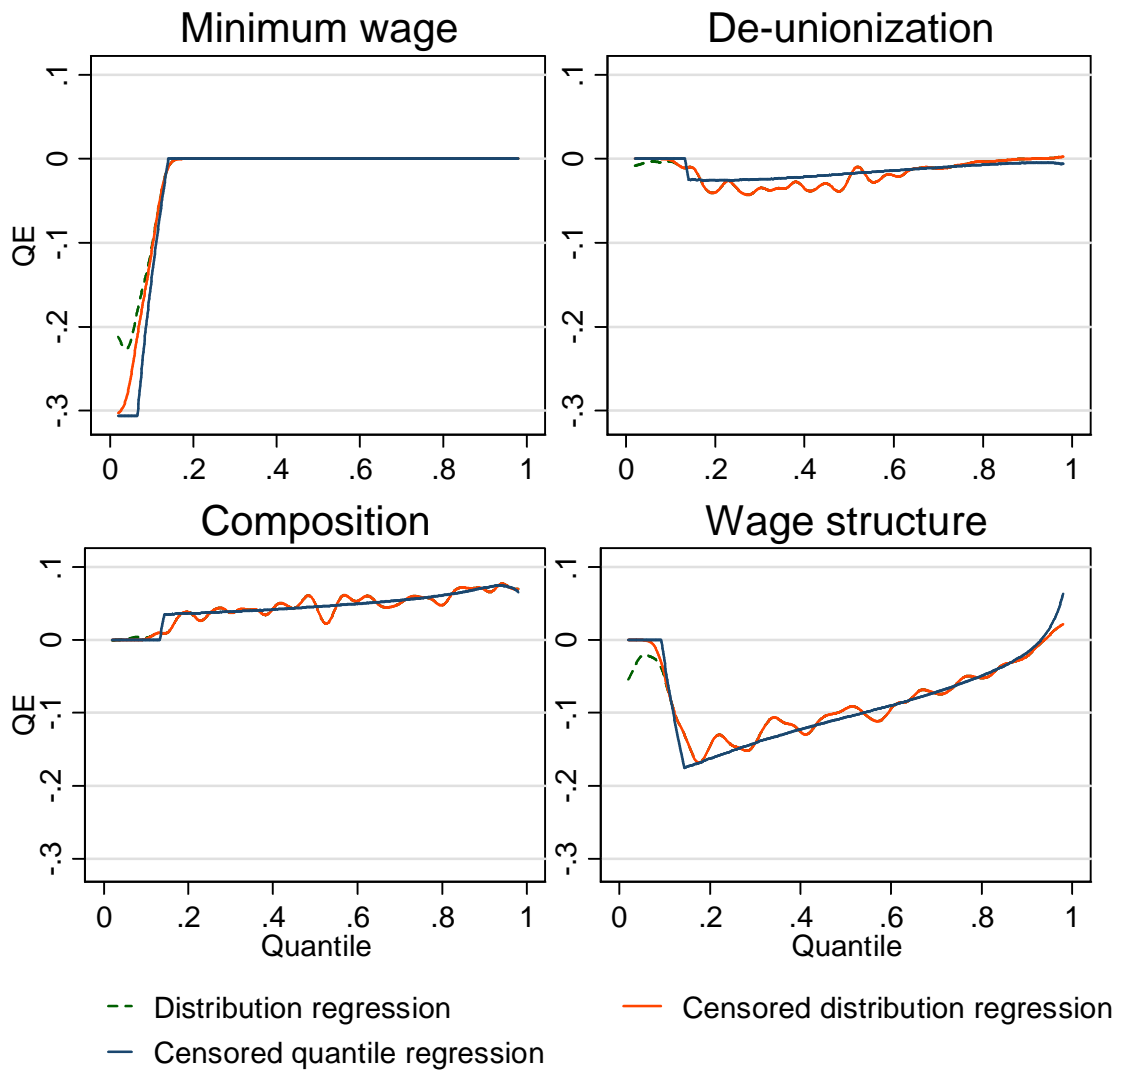 Minimum wage
De-unionization
QE
.1
0
-.1
-.2
-.3
0 .2 .4 .6 .8 1
.1
0
-.1
-.2
-.3
0 .2 .4 .6 .8 1
Composition
Wage structure
QE
.1
0
-.1
-.2
-.3
0 .2 .4 .6 .8 1
Quantile
.1
0
-.1
-.2
-.3
0 .2 .4 .6 .8 1
Quantile
Distribution regression
Censored distribution regression
Censored quantile regression